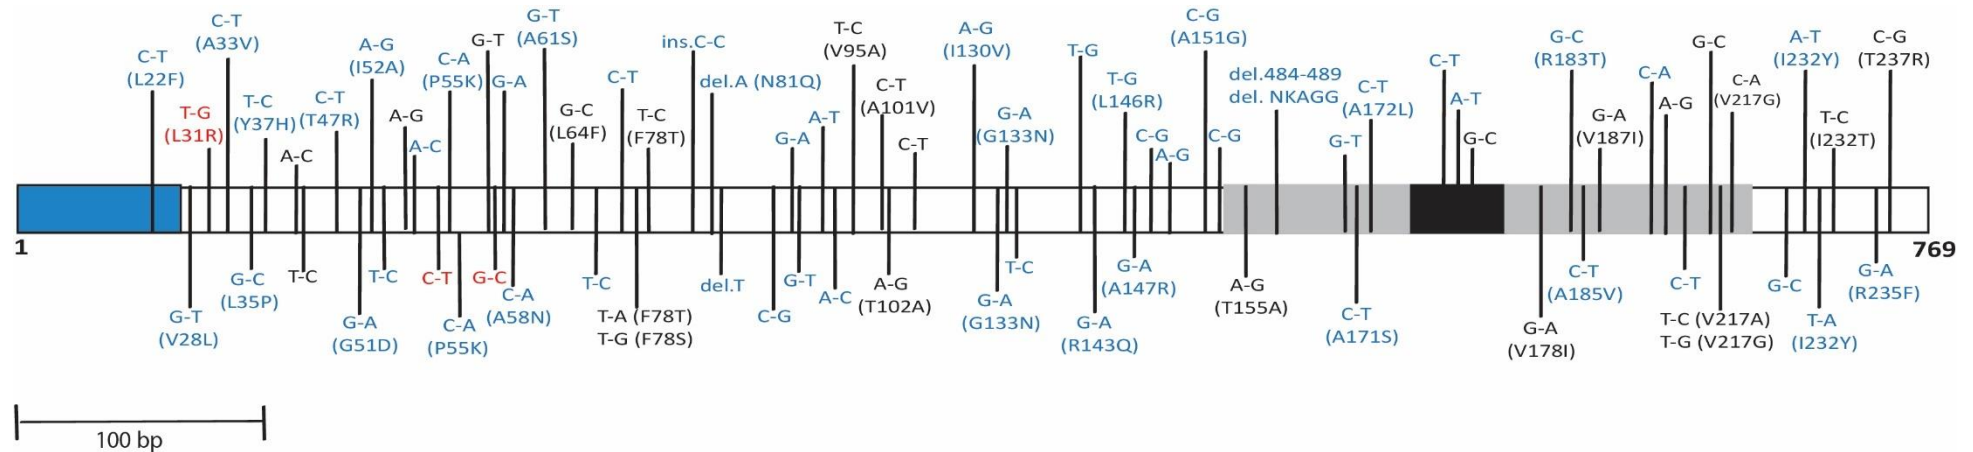 C-T
(L22F)
T-G
(L31R)
C-T
(A33V)
T-C
(Y37H)
A-C
C-T
(T47R)
A-G
(I52A)
A-G
A-C
C-A
(P55K)
G-T
G-A
G-T
(A61S)
G-C
(L64F)
C-T
T-C
(F78T)
ins.C-C
del.A (N81Q)
G-A
A-T
T-C
(V95A)
C-T
(A101V)
C-T
A-G
(I130V)
G-A
(G133N)
T-G
T-G
(L146R)
C-G
A-G
C-G
(A151G)
C-G
del.484-489
del. NKAGG
G-T
C-T
(A172L)
C-T
A-T
G-C
G-C
(R183T)
G-A
(V187I)
C-A
A-G
G-C
C-A
(V217G)
A-T
(I232Y)
T-C
(I232T)
C-G
(T237R)
1
769
G-T
(V28L)
G-C
(L35P)
T-C
G-A
(G51D)
T-C
C-T
C-A
(P55K)
G-C
C-A
(A58N)
T-C
T-A (F78T)
T-G (F78S)
del.T
C-G
G-T
A-C
A-G
(T102A)
G-A
(G133N)
T-C
G-A
(R143Q)
G-A
(A147R)
A-G
(T155A)
C-T
(A171S)
G-A
(V178I)
C-T
(A185V)
C-T
T-C (V217A)
T-G (V217G)
G-C
T-A
(I232Y)
G-A
(R235F)
100 bp